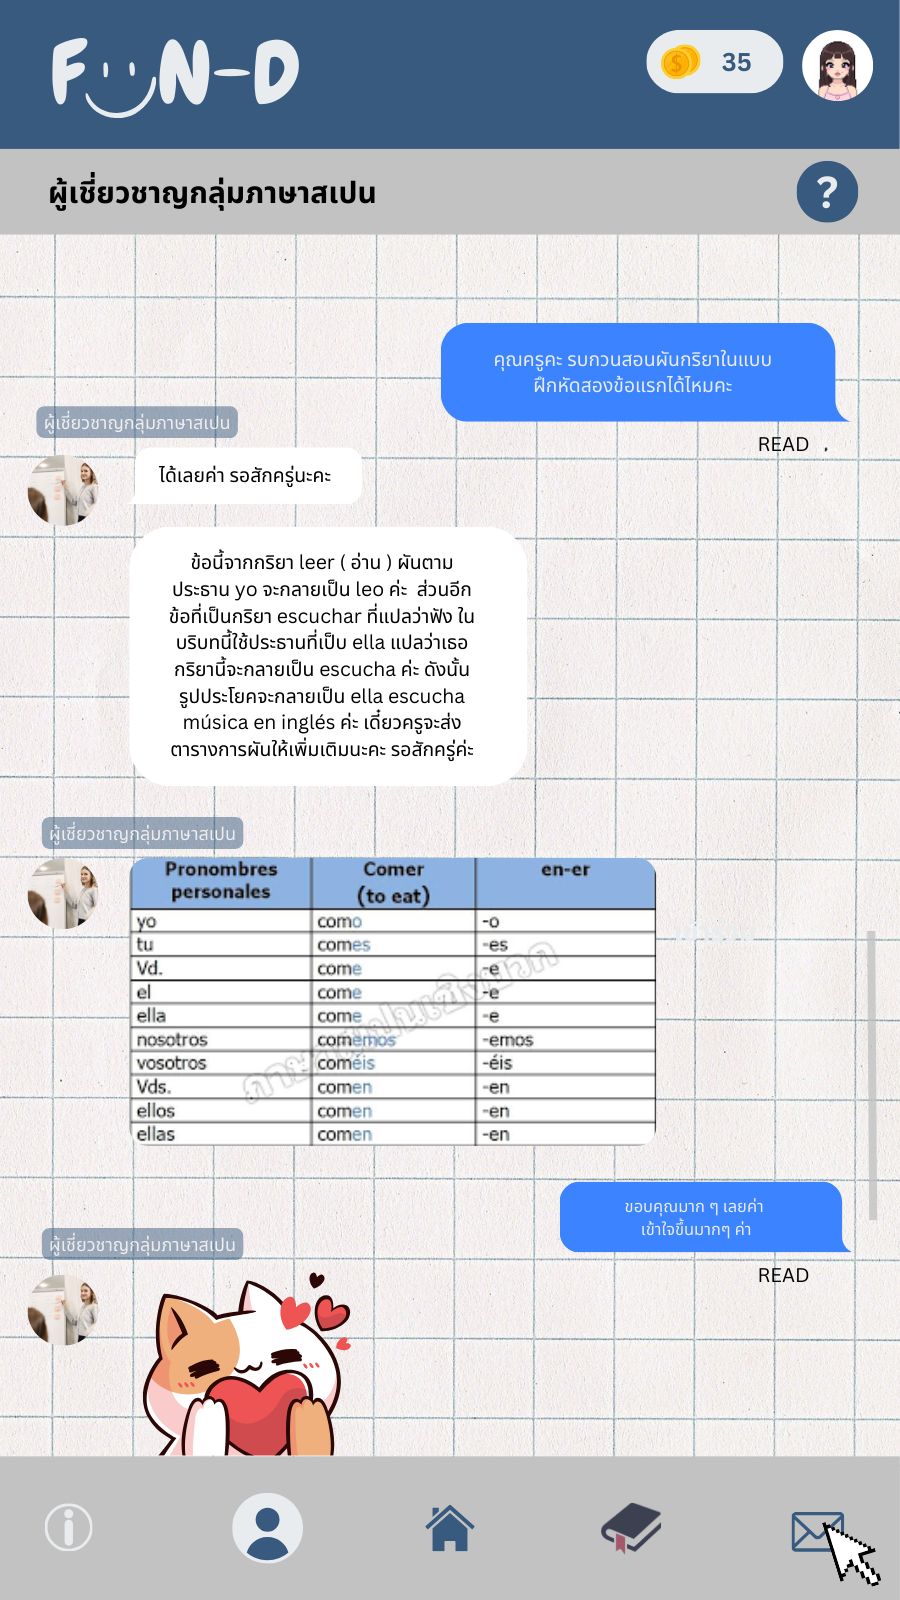 FUN-D
35
ผู้เชี่ยวชาญกลุ่มภาษาสเปน
?
คุณครูคะ รบกวนสอนผันกริยาในแบบ
ฝึกหัดสองข้อแรกได้ไหมคะ
READ
ผู้เชี่ยวชาญกลุ่มภาษาสเปน
ได้เลยค่า รอสักครู่นะคะ
ข้อนี้จากกริยา leer ( อ่าน ) ผันตาม
ประธาน yo จะกลายเป็น leo ค่ะ ส่วนอีก
ข้อที่เป็นกริยา escuchar ที่แปลว่าฟัง ใน
บริบทนี้ใช้ประธานที่เป็น ella แปลว่าเธอ
กริยานี้จะกลายเป็น escucha ค่ะ ดังนั้น
รูปประโยคจะกลายเป็น ella escucha
música en inglés ค่ะ เดี๋ยวครูจะส่ง
ตารางการผันให้เพิ่มเติมนะคะ รอสักครู่ค่ะ
ผู้เชี่ยวชาญกลุ่มภาษาสเปน
Pronombres personales Comer (to eat) en-er
yo como -o
tu comes -es
Vd. come -e
el come -e
ella come -e
nosotros comemos -emos
vosotros coméis -éis
Vds. comen -en
ellos comen -en
ellas comen -en
ขอบคุณมาก ๆ เลยค่า
เข้าใจขึ้นมากๆ ค่า
READ
ผู้เชี่ยวชาญกลุ่มภาษาสเปน